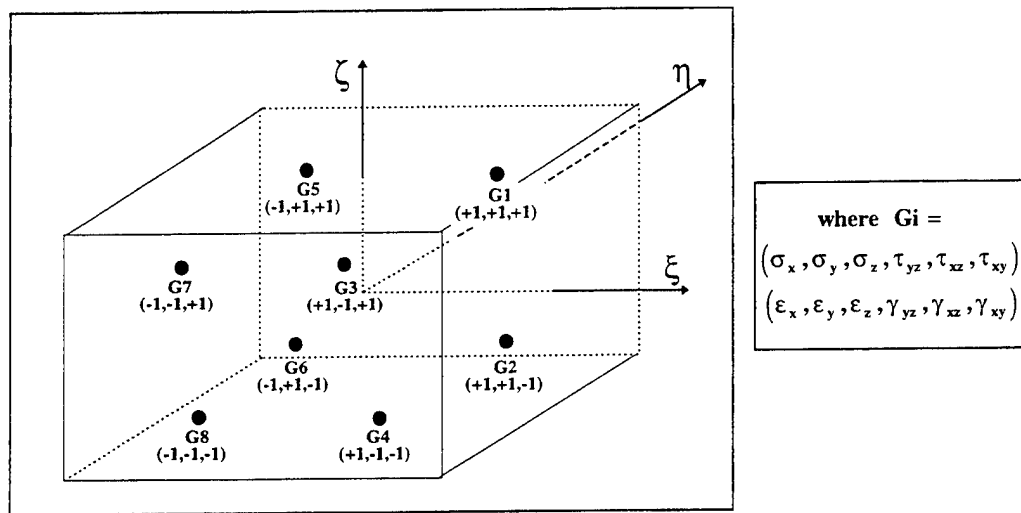 ζ
η
G5
(-1,+1,+1)
G1
(+1,+1,+1)
ξ
G7
(-1,-1,+1)
G3
(+1,-1,+1)
G6
(-1,+1,-1)
G2
(+1,+1,-1)
G8
(-1,-1,-1)
G4
(+1,-1,-1)
where Gi =
(σx,σy,σz,τyz,τxz,τxy)
(εx,εy,εz,γyz,γxz,γxy)